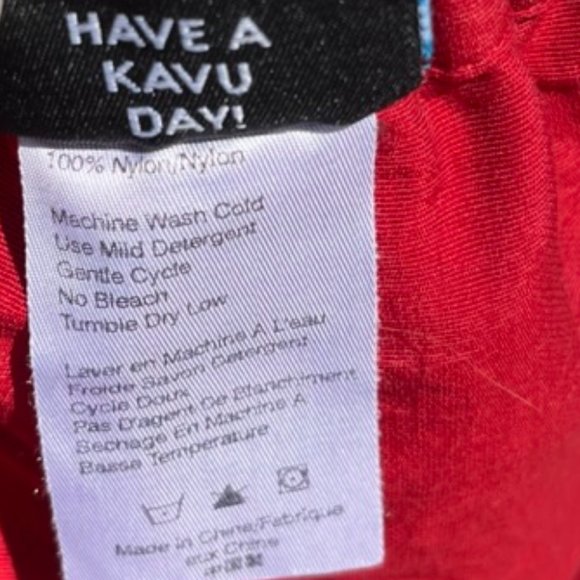 HAVE A
KAVU
DAY!
100% Nylon/Nylon
Machine Wash Cold
Use Mild Detergent
Gentle Cycle
No Bleach
Tumble Dry Low
Laver en Machine A L'eau
Froide Savon Detergent
Cycle Doux
Pas D'agent De Blanchiment
Sechage En Machine A
Basse Temperature
Made in China/Fabrique
aux Chine